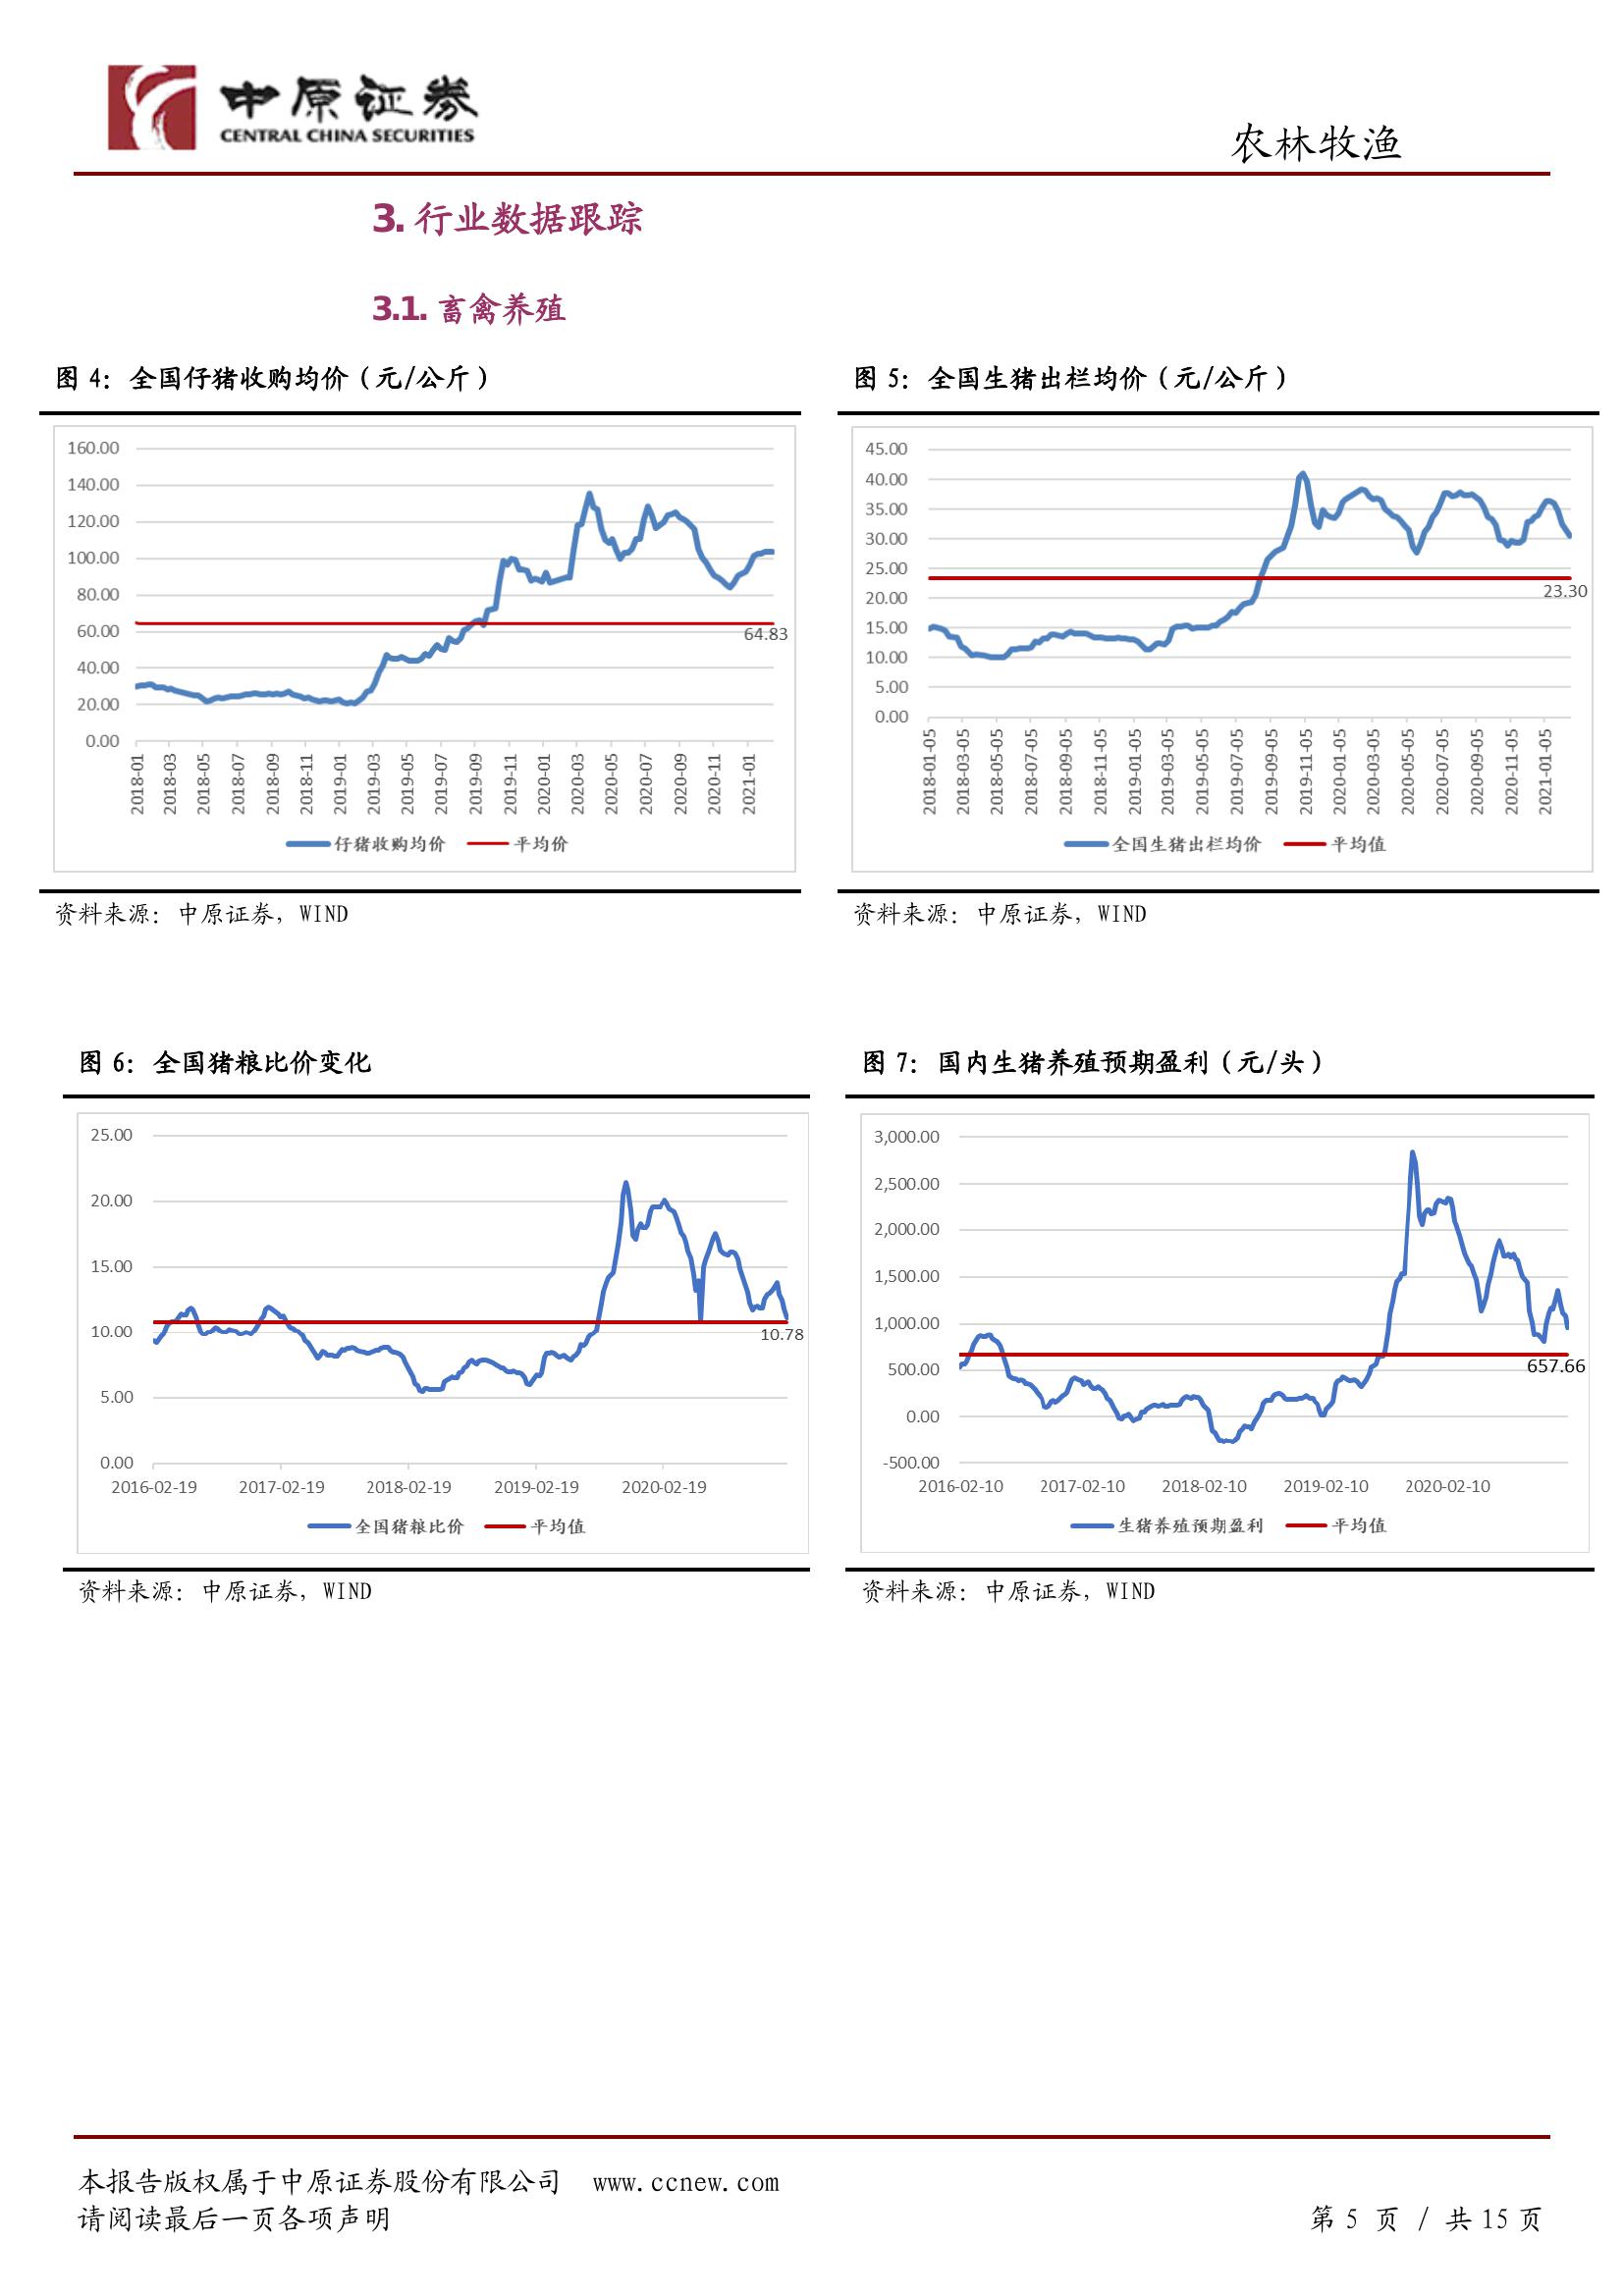 中原证券
CENTRAL CHINA SECURITIES
农林牧渔
3. 行业数据跟踪
3.1. 畜禽养殖
图 4：全国仔猪收购均价（元/公斤）
160.00
140.00
120.00
100.00
80.00
60.00
40.00
20.00
0.00
64.83
2018-01 2018-03 2018-05 2018-07 2018-09 2018-11 2019-01 2019-03 2019-05 2019-07 2019-09 2019-11 2020-01 2020-03 2020-05 2020-07 2020-09 2020-11 2021-01
仔猪收购均价 平均价
资料来源：中原证券，WIND
图 5：全国生猪出栏均价（元/公斤）
45.00
40.00
35.00
30.00
25.00
20.00
15.00
10.00
5.00
0.00
23.30
2018-01-05 2018-03-05 2018-05-05 2018-07-05 2018-09-05 2018-11-05 2019-01-05 2019-03-05 2019-05-05 2019-07-05 2019-09-05 2019-11-05 2020-01-05 2020-03-05 2020-05-05 2020-07-05 2020-09-05 2020-11-05 2021-01-05
全国生猪出栏均价 平均值
资料来源：中原证券，WIND
图 6：全国猪粮比价变化
25.00
20.00
15.00
10.00
5.00
0.00
10.78
2016-02-19 2017-02-19 2018-02-19 2019-02-19 2020-02-19
全国猪粮比价 平均值
资料来源：中原证券，WIND
图 7：国内生猪养殖预期盈利（元/头）
3,000.00
2,500.00
2,000.00
1,500.00
1,000.00
500.00
0.00
-500.00
657.66
2016-02-10 2017-02-10 2018-02-10 2019-02-10 2020-02-10
生猪养殖预期盈利 平均值
资料来源：中原证券，WIND
本报告版权属于中原证券股份有限公司 www.ccnew.com
请阅读最后一页各项声明
第 5 页 / 共 15 页